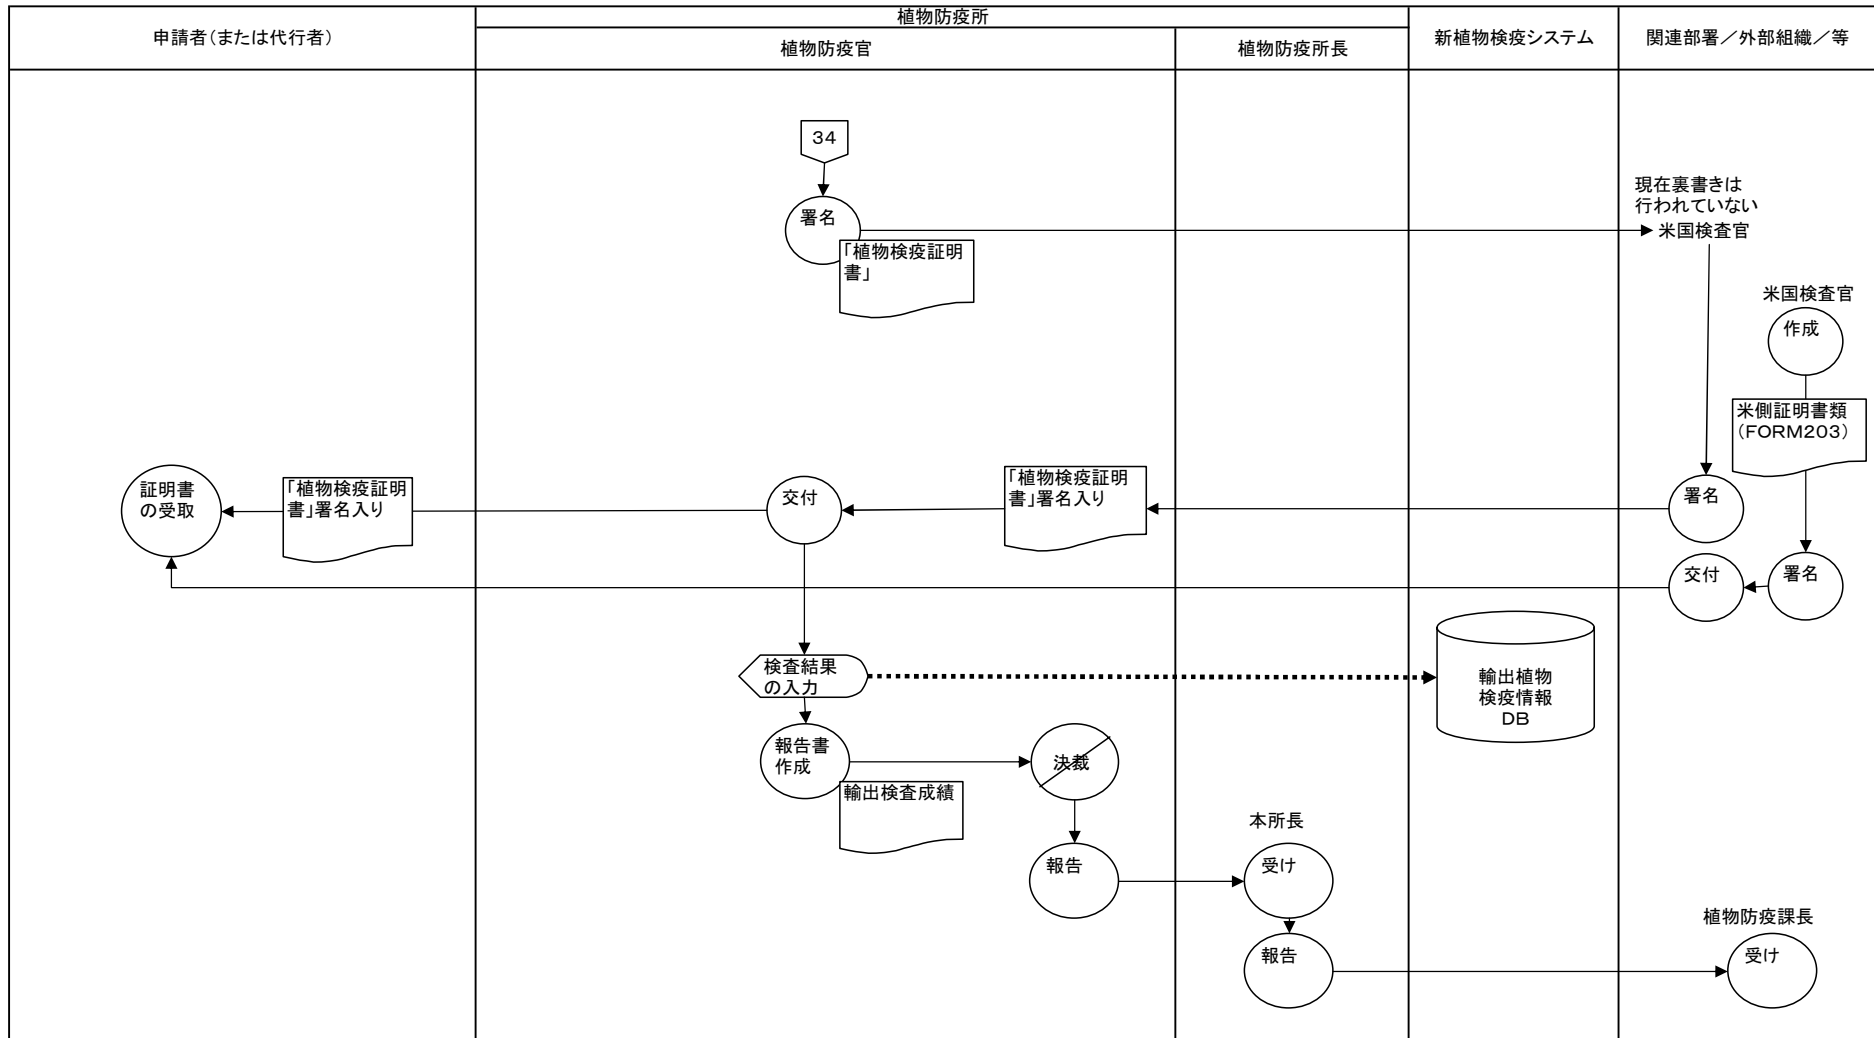 植物防疫所
申請者(または代行者)
植物防疫官
植物防疫所長
新植物検疫システム
関連部署／外部組織／等
34
署名
「植物検疫証明
書」
現在裏書きは
行われていない
米国検査官
米国検査官
作成
米側証明書類
(FORM203)
証明書
の受取
「植物検疫証明
書」署名入り
交付
「植物検疫証明
書」署名入り
署名
交付
署名
検査結果
の入力
輸出植物
検疫情報
DB
報告書
作成
輸出検査成績
決裁
報告
本所長
受け
報告
植物防疫課長
受け